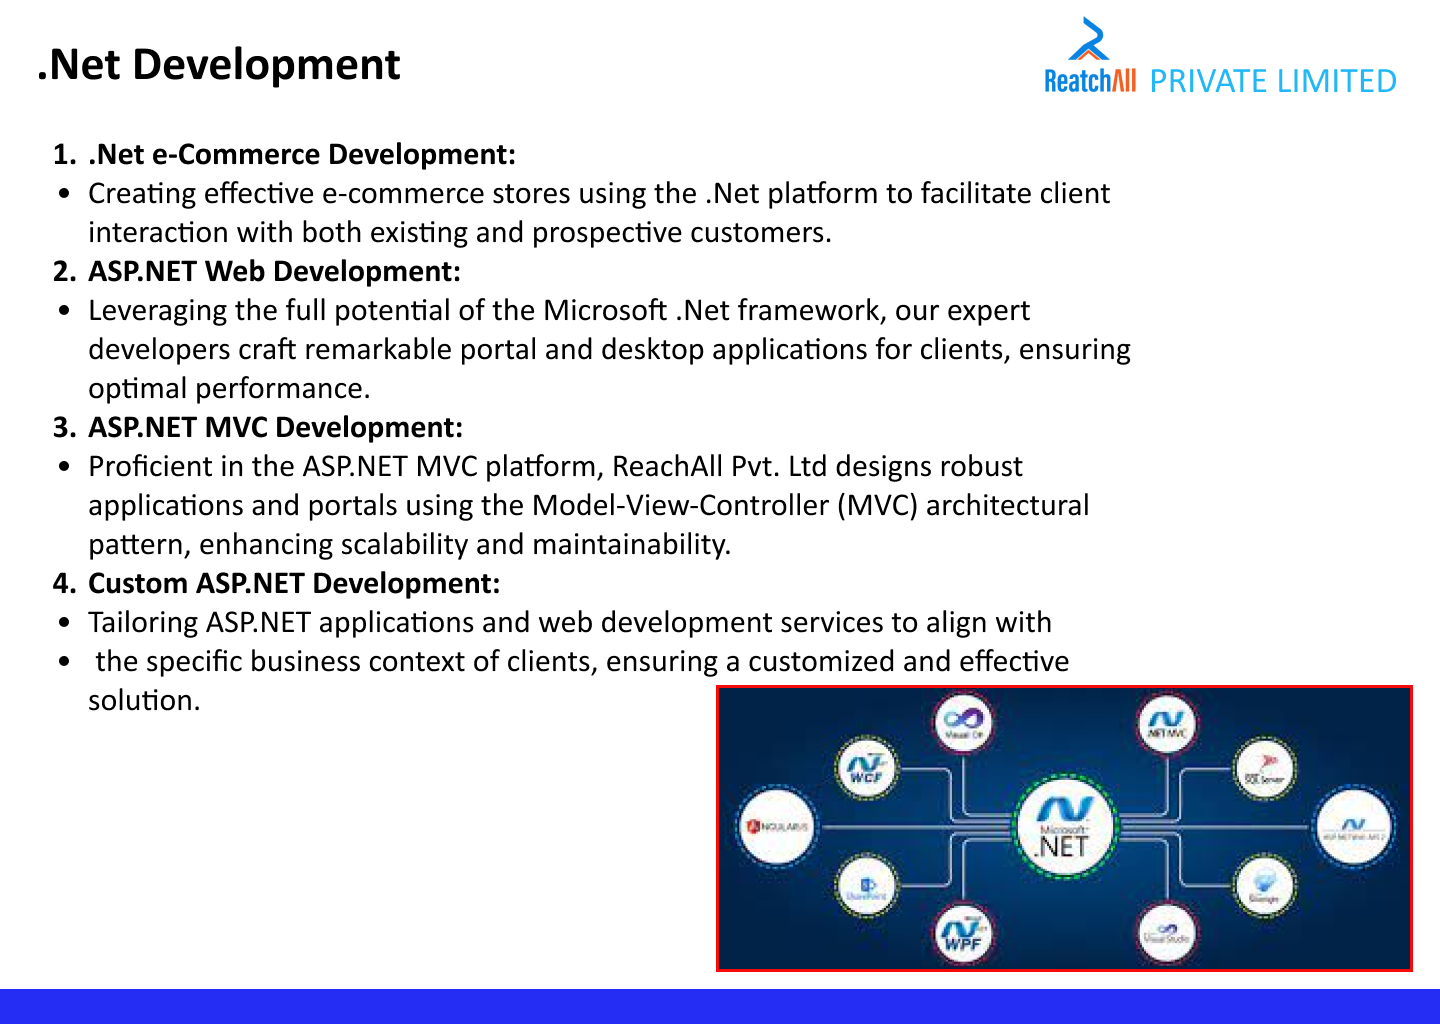 .Net Development
ReatchAll PRIVATE LIMITED
1. .Net e-Commerce Development:
• Creating effective e-commerce stores using the .Net platform to facilitate client
interaction with both existing and prospective customers.
2. ASP.NET Web Development:
• Leveraging the full potential of the Microsoft .Net framework, our expert
developers craft remarkable portal and desktop applications for clients, ensuring
optimal performance.
3. ASP.NET MVC Development:
• Proficient in the ASP.NET MVC platform, ReachAll Pvt. Ltd designs robust
applications and portals using the Model-View-Controller (MVC) architectural
pattern, enhancing scalability and maintainability.
4. Custom ASP.NET Development:
• Tailoring ASP.NET applications and web development services to align with
• the specific business context of clients, ensuring a customized and effective
solution.
Visual C#
.NET MVC
WCF
SQL Server
ANGULARJS
Microsoft
.NET
SharePoint
WPF
Visual Studio